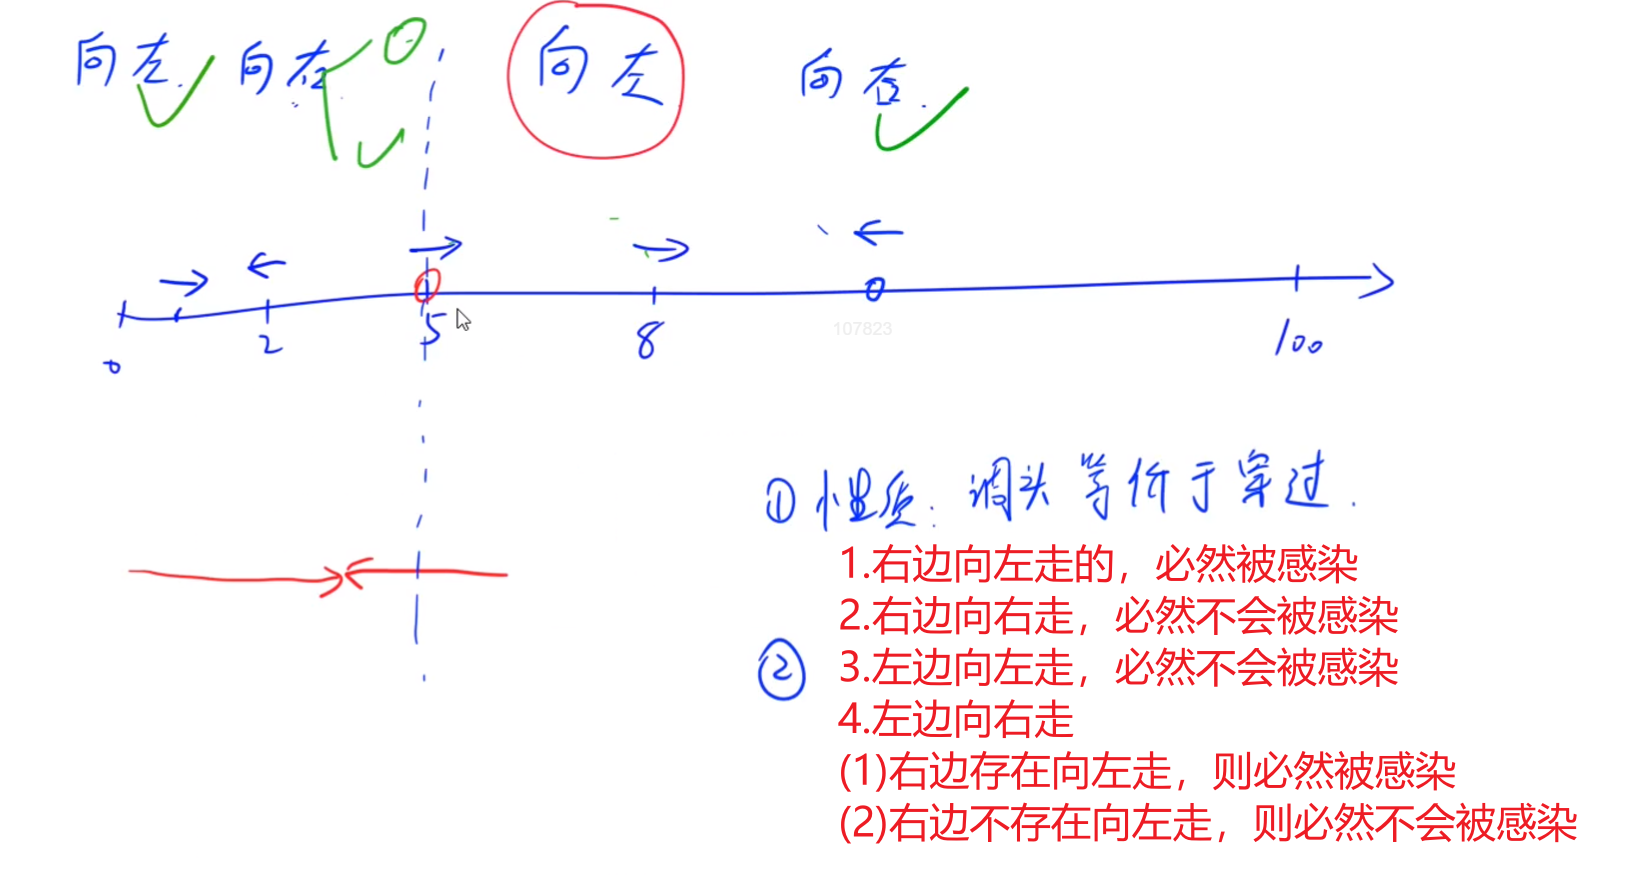 向左. 向右 向左 向右.
0 2 5 8 100
107823
① 性质: 调头等价于穿过.
1.右边向左走的，必然被感染
2.右边向右走，必然不会被感染
② 3.左边向左走，必然不会被感染
4.左边向右走
(1)右边存在向左走，则必然被感染
(2)右边不存在向左走，则必然不会被感染